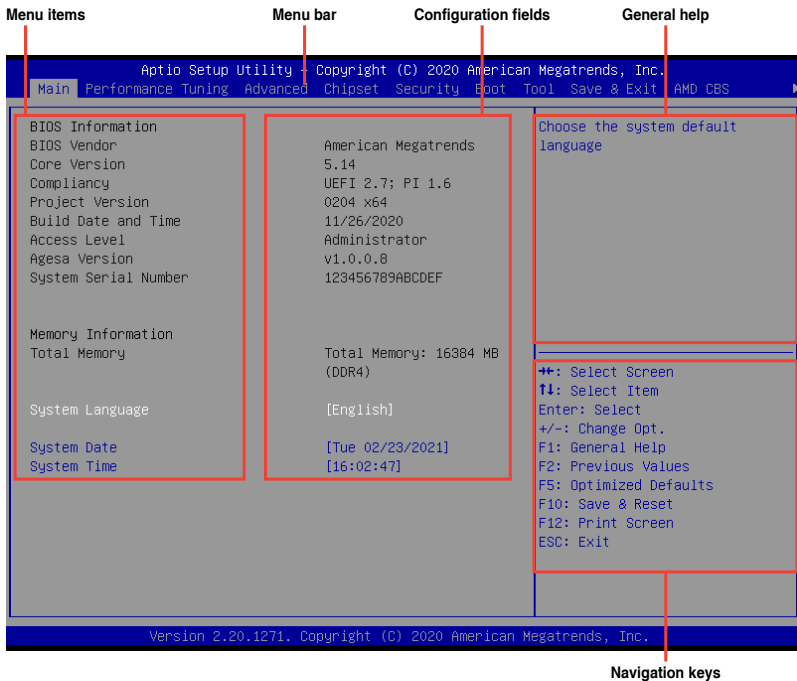 Menu items Menu bar Configuration fields General help
Aptio Setup Utility - Copyright (C) 2020 American Megatrends, Inc.
Main Performance Tuning Advanced Chipset Security Boot Tool Save & Exit AMD CBS
BIOS Information
BIOS Vendor American Megatrends
Core Version 5.14
Compliancy UEFI 2.7; PI 1.6
Project Version 0204 x64
Build Date and Time 11/26/2020
Access Level Administrator
Agesa Version v1.0.0.8
System Serial Number 123456789ABCDEF
Memory Information
Total Memory Total Memory: 16384 MB
(DDR4)
System Language [English]
System Date [Tue 02/23/2021]
System Time [16:02:47]
Choose the system default
language
→←: Select Screen
↑↓: Select Item
Enter: Select
+/-: Change Opt.
F1: General Help
F2: Previous Values
F5: Optimized Defaults
F10: Save & Reset
F12: Print Screen
ESC: Exit
Version 2.20.1271. Copyright (C) 2020 American Megatrends, Inc.
Navigation keys